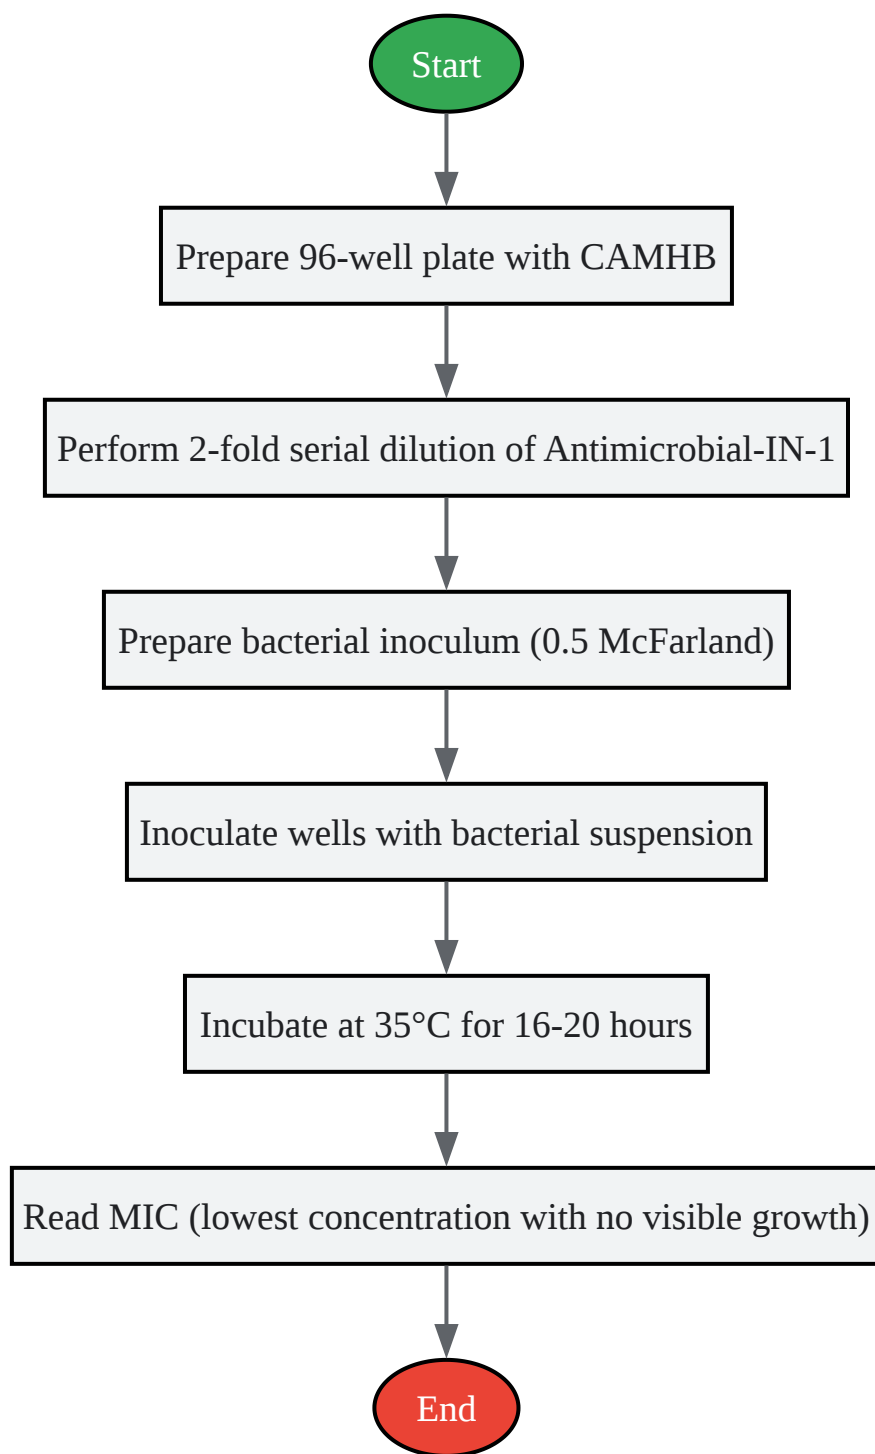 Start
Prepare 96-well plate with CAMHB
Perform 2-fold serial dilution of Antimicrobial-IN-1
Prepare bacterial inoculum (0.5 McFarland)
Inoculate wells with bacterial suspension
Incubate at 35°C for 16-20 hours
Read MIC (lowest concentration with no visible growth)
End